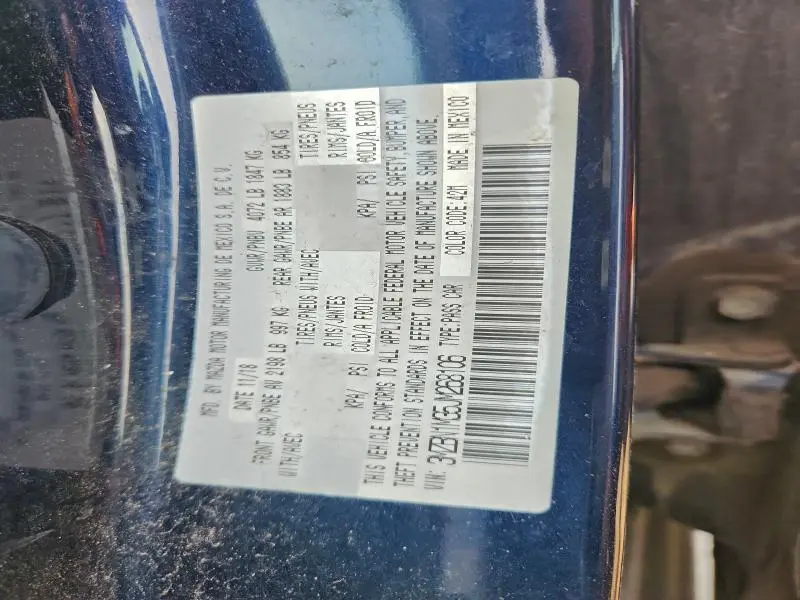 MFD BY MAZDA MOTOR MANUFACTURING DE MEXICO S.A. DE C.V.
DATE 11/18 GVWR/PNBV 4072 LB 1847 KG
FRONT GAWR/PNBE AV 2198 LB 997 KG REAR GAWR/PNBE AR 1883 LB 854 KG
WITH/AVEC TIRES/PNEUS WITH/AVEC TIRES/PNEUS
RIMS/JANTES RIMS/JANTES
KPA/ PSI COLD/A FROID KPA/ PSI COLD/A FROID
THIS VEHICLE CONFORMS TO ALL APPLICABLE FEDERAL MOTOR VEHICLE SAFETY BUMPER, AND
THEFT PREVENTION STANDARDS IN EFFECT ON THE DATE OF MANUFACTURE SHOWN ABOVE.
VIN: TYPE:PASS CAR COLOR CODE:42M MADE IN MEXICO